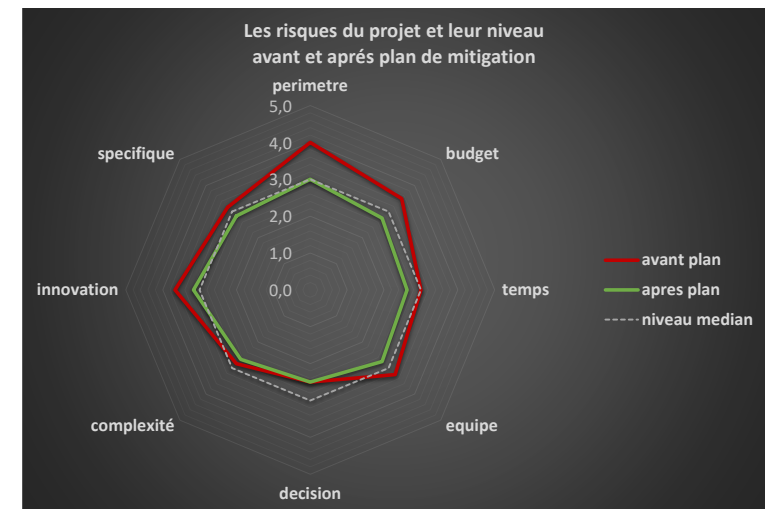 Les risques du projet et leur niveau
avant et aprés plan de mitigation
perimetre
5,0
4,0
3,0
2,0
1,0
0,0
specifique
budget
innovation
temps
complexité
equipe
decision
avant plan
apres plan
niveau median